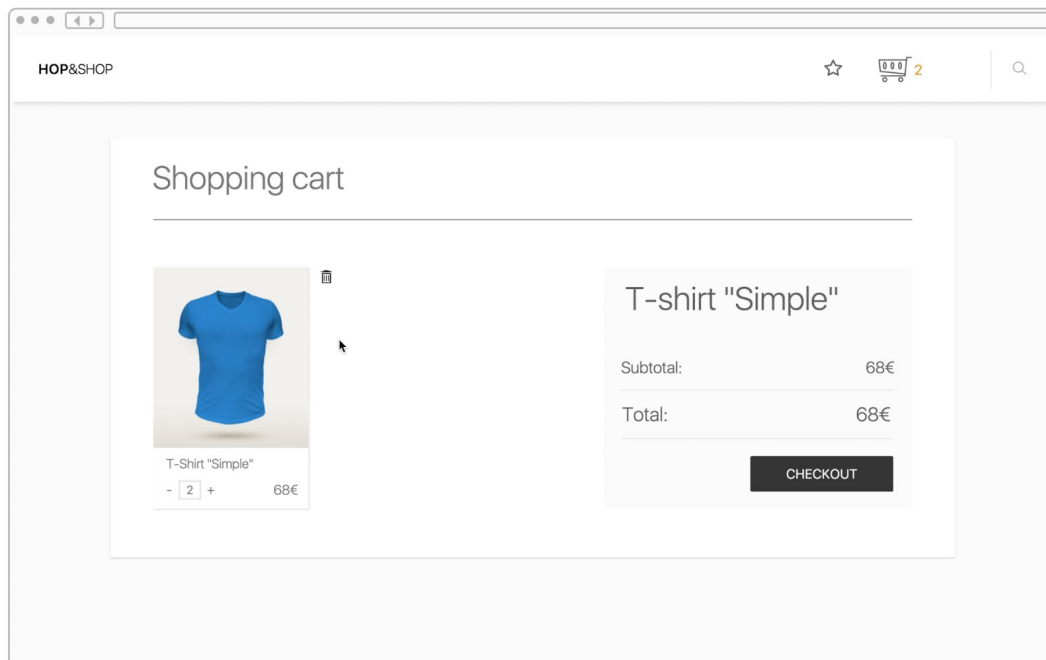 HOP&SHOP
2
Shopping cart
T-Shirt "Simple"
- 2 + 68€
T-shirt "Simple"
Subtotal: 68€
Total: 68€
CHECKOUT